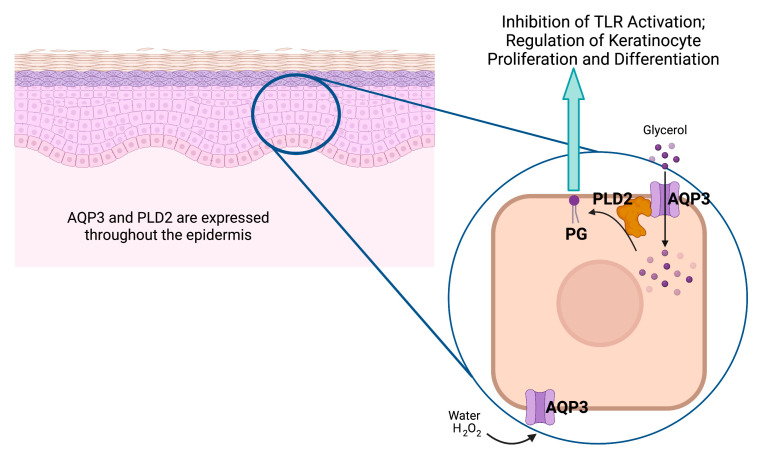 Inhibition of TLR Activation;
Regulation of Keratinocyte
Proliferation and Differentiation
Glycerol
PLD2
AQP3
PG
AQP3 and PLD2 are expressed
throughout the epidermis
AQP3
Water
H₂O₂